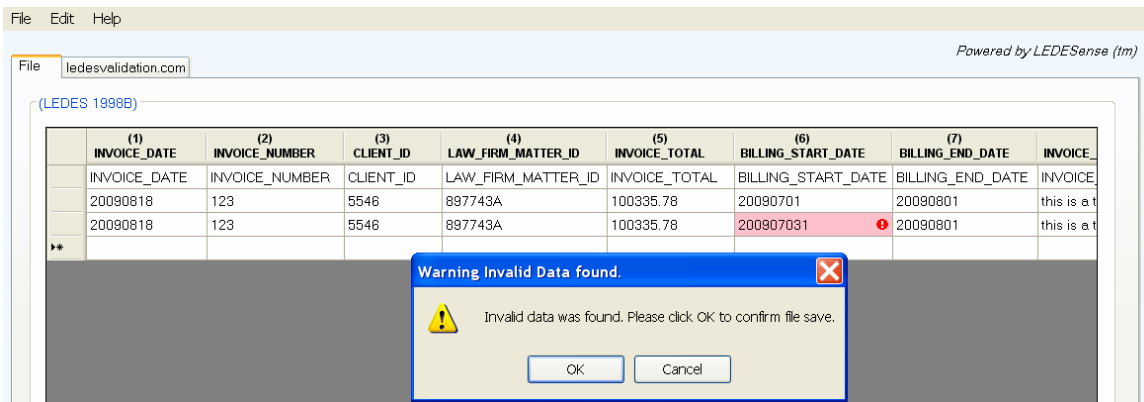 File Edit Help
Powered by LEDESense (tm)
File ledesvalidation.com
(LEDES 1998B)
(1) (2) (3) (4) (5) (6) (7)
INVOICE_DATE INVOICE_NUMBER CLIENT_ID LAW_FIRM_MATTER_ID INVOICE_TOTAL BILLING_START_DATE BILLING_END_DATE INVOICE_
INVOICE_DATE INVOICE_NUMBER CLIENT_ID LAW_FIRM_MATTER_ID INVOICE_TOTAL BILLING_START_DATE BILLING_END_DATE INVOICE_
20090818 123 5546 897743A 100335.78 20090701 20090801 this is a t
20090818 123 5546 897743A 100335.78 200907031 20090801 this is a t
Warning Invalid Data found.
Invalid data was found. Please click OK to confirm file save.
OK Cancel